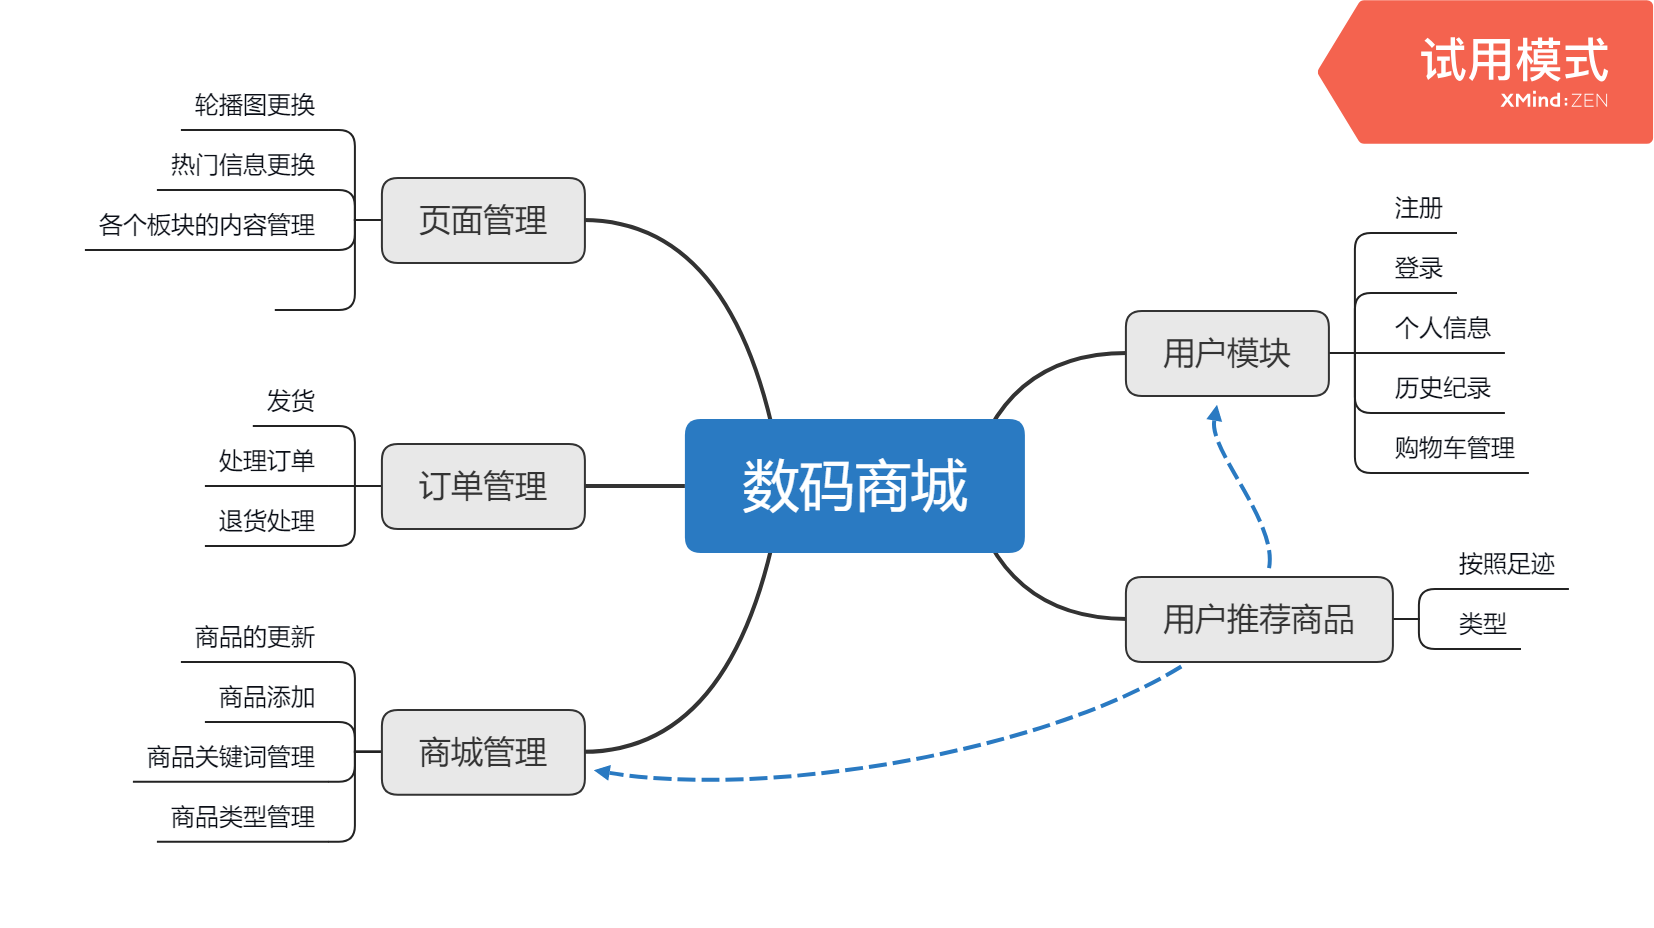 试用模式
XMind:ZEN
轮播图更换
热门信息更换
各个板块的内容管理
页面管理
发货
处理订单
退货处理
订单管理
商品的更新
商品添加
商品关键词管理
商品类型管理
商城管理
数码商城
用户模块
注册
登录
个人信息
历史纪录
购物车管理
用户推荐商品
按照足迹
类型